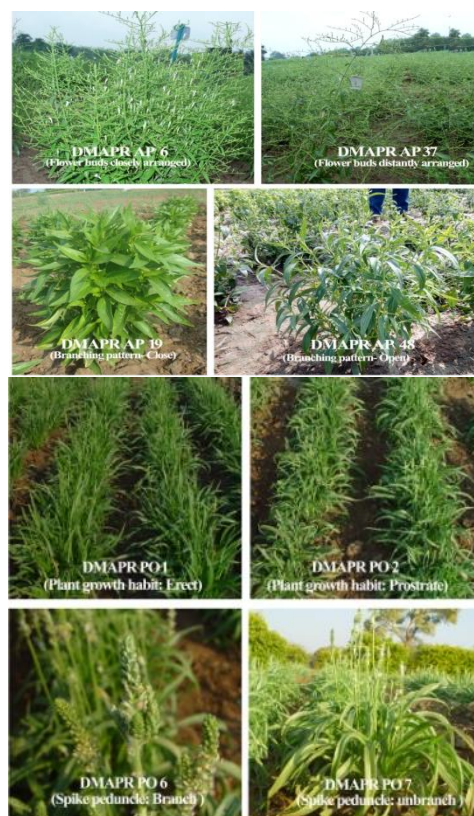 DMAPR AP 6
(Flower buds closely arranged)
DMAPR AP 37
(Flower buds distantly arranged)
DMAPR AP 19
(Branching pattern- Close)
DMAPR AP 48
(Branching pattern- Open)
DMAPR PO 1
(Plant growth habit: Erect)
DMAPR PO 2
(Plant growth habit: Prostrate)
DMAPR PO 6
(Spike peduncle: Branch )
DMAPR PO 7
(Spike peduncle: unbranch )